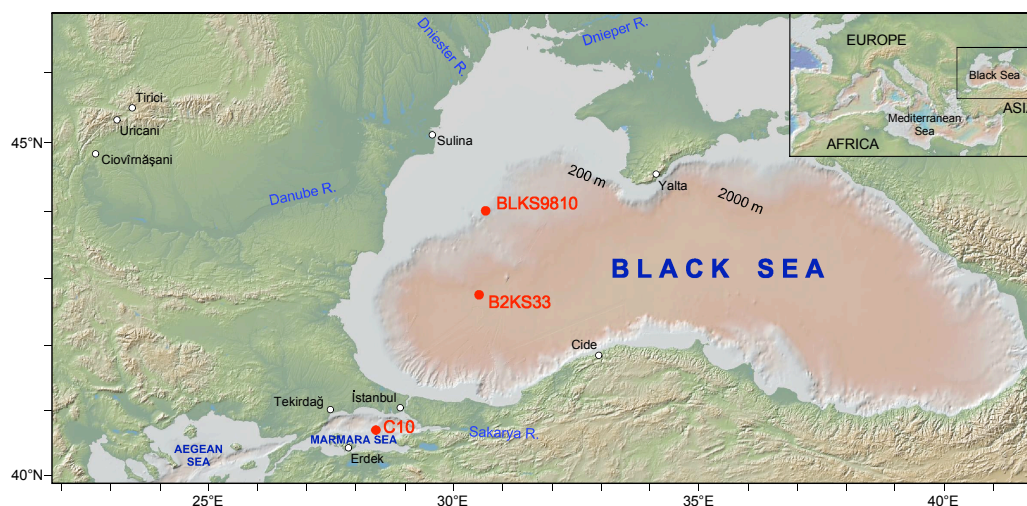 Dniester R.
Dnieper R.
EUROPE
Black Sea
Mediterranean
Sea
ASIA
AFRICA
Tirici
Uricani
Ciovîrnăşani
Sulina
45°N
200 m
Yalta
2000 m
Danube R.
BLKS9810
BLACK SEA
B2KS33
Cide
Tekirdağ
İstanbul
C10
MARMARA SEA
Sakarya R.
AEGEAN
SEA
Erdek
40°N
25°E
30°E
35°E
40°E